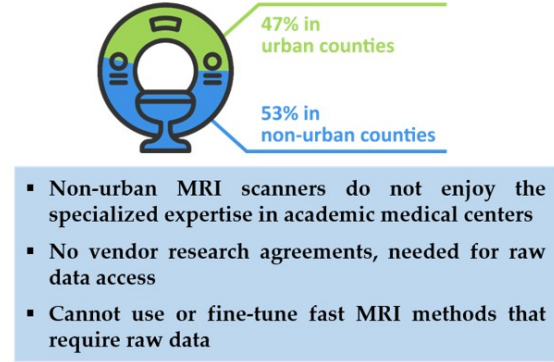 47% in
urban counties
53% in
non-urban counties
▪ Non-urban MRI scanners do not enjoy the
specialized expertise in academic medical centers
▪ No vendor research agreements, needed for raw
data access
▪ Cannot use or fine-tune fast MRI methods that
require raw data